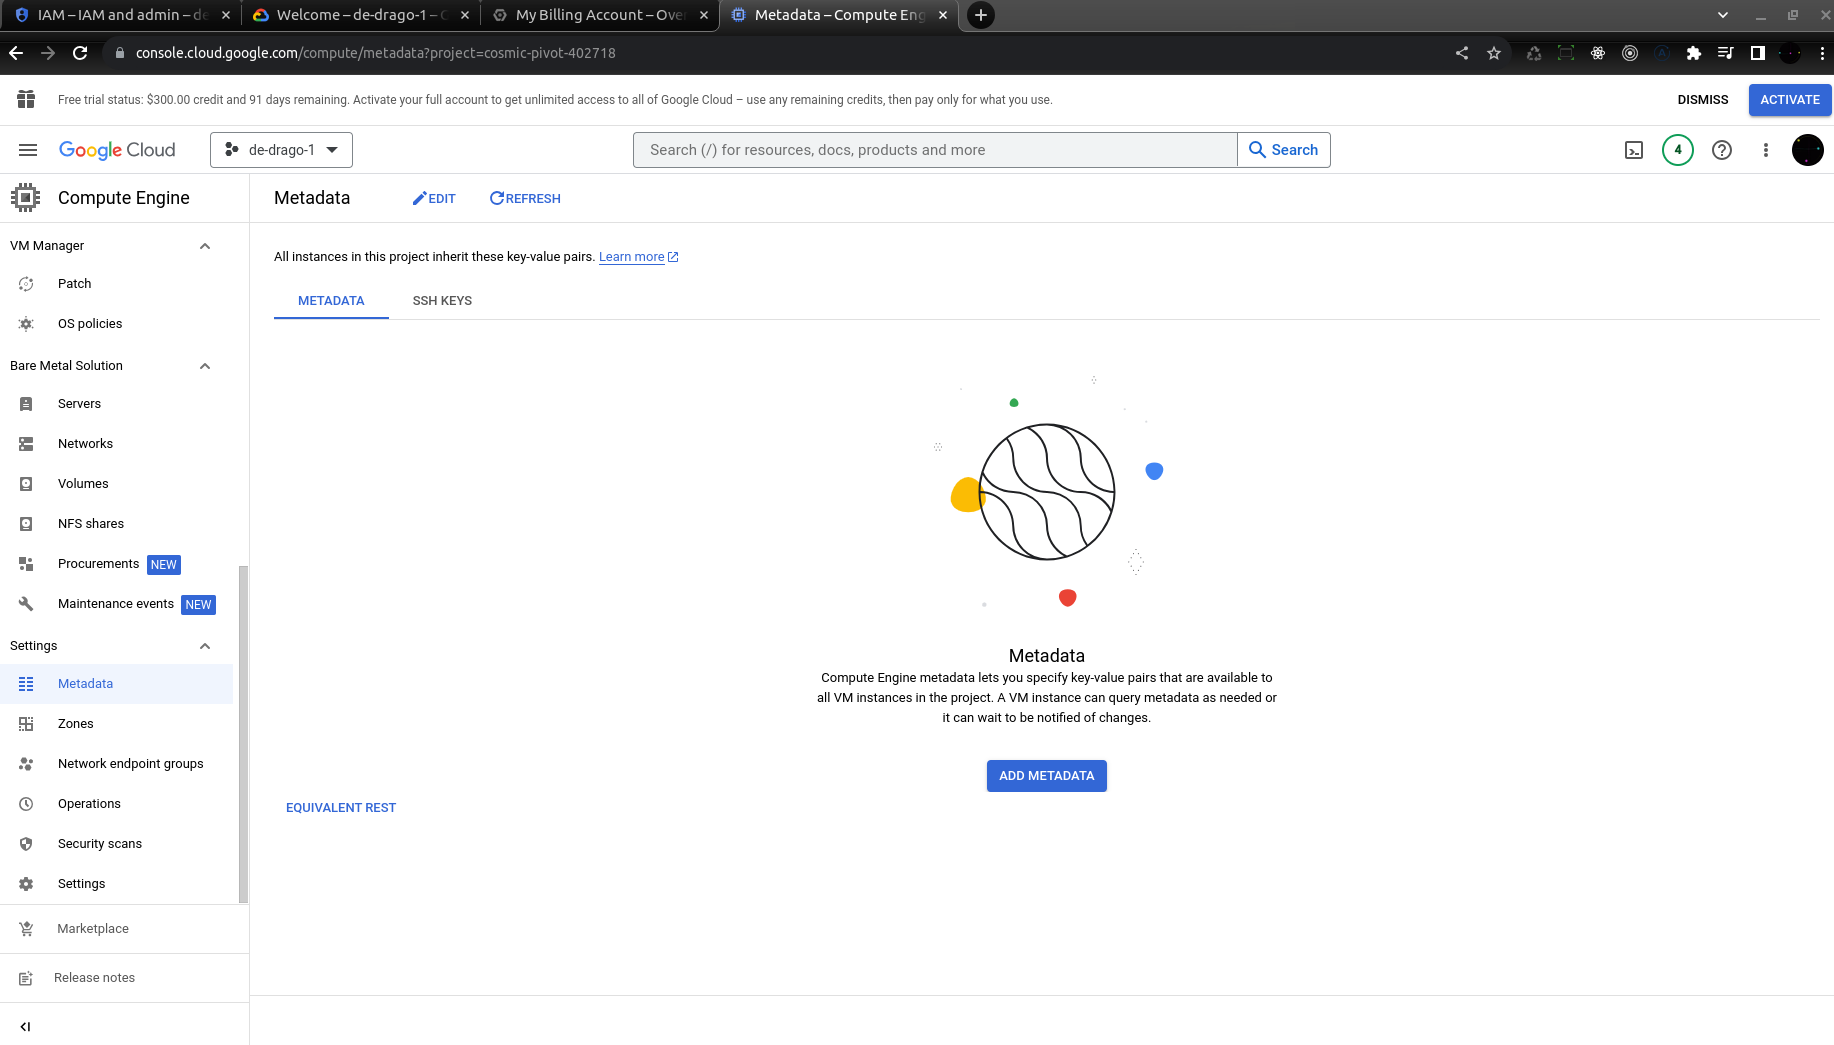 IAM – IAM and admin – de
Welcome – de-drago-1 – G
My Billing Account – Over
Metadata – Compute Eng
console.cloud.google.com/compute/metadata?project=cosmic-pivot-402718
Free trial status: $300.00 credit and 91 days remaining. Activate your full account to get unlimited access to all of Google Cloud – use any remaining credits, then pay only for what you use.
DISMISS
ACTIVATE
Google Cloud
de-drago-1
Search (/) for resources, docs, products and more
Search
4
Compute Engine
Metadata
EDIT
REFRESH
VM Manager
Patch
OS policies
Bare Metal Solution
Servers
Networks
Volumes
NFS shares
Procurements NEW
Maintenance events NEW
Settings
Metadata
Zones
Network endpoint groups
Operations
Security scans
Settings
Marketplace
Release notes
All instances in this project inherit these key-value pairs. Learn more
METADATA
SSH KEYS
Metadata
Compute Engine metadata lets you specify key-value pairs that are available to
all VM instances in the project. A VM instance can query metadata as needed or
it can wait to be notified of changes.
ADD METADATA
EQUIVALENT REST